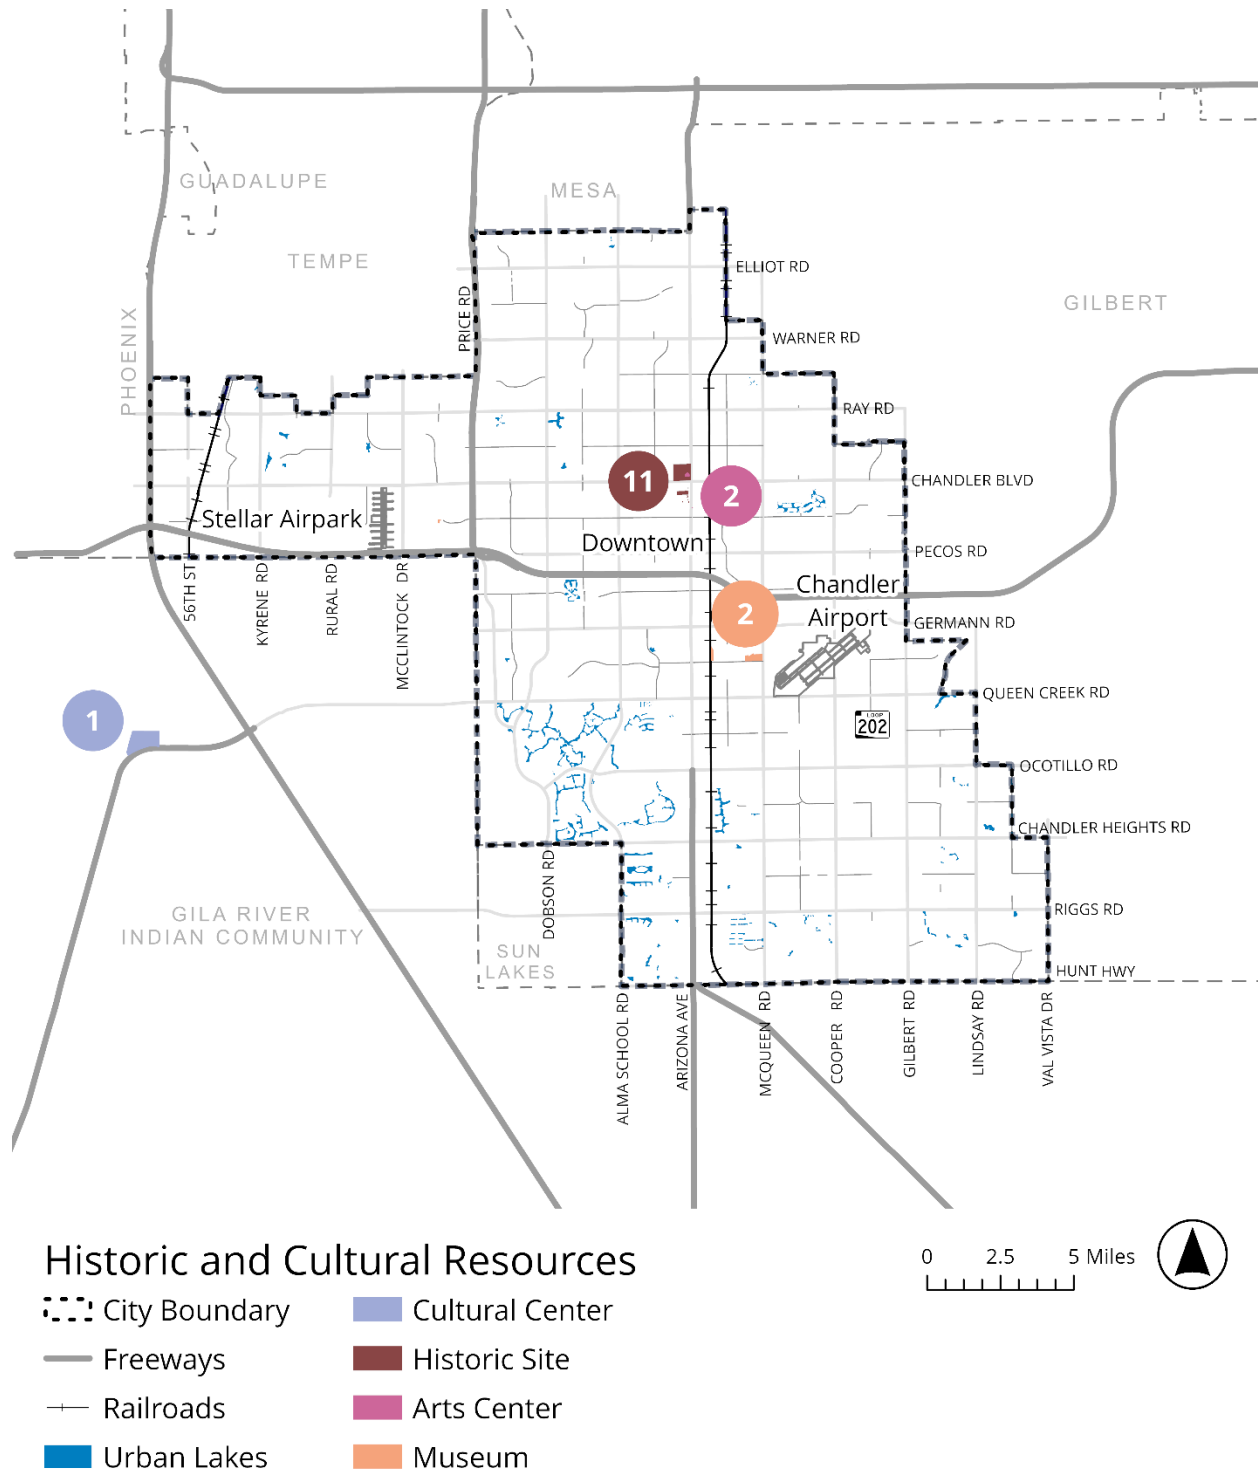 GUADALUPE
MESA
TEMPE
ELLIOT RD
GILBERT
PRICE RD
PHOENIX
WARNER RD
RAY RD
11
2
CHANDLER BLVD
Stellar Airpark
Downtown
PECOS RD
56TH ST
KYRENE RD
RURAL RD
MCCLINTOCK DR
Chandler
Airport
2
GERMANN RD
QUEEN CREEK RD
1
LOOP
202
OCOTILLO RD
CHANDLER HEIGHTS RD
DOBSON RD
GILA RIVER
INDIAN COMMUNITY
RIGGS RD
SUN
LAKES
HUNT HWY
ALMA SCHOOL RD
ARIZONA AVE
MCQUEEN RD
COOPER RD
GILBERT RD
LINDSAY RD
VAL VISTA DR
Historic and Cultural Resources
0 2.5 5 Miles
City Boundary
Cultural Center
Freeways
Historic Site
Railroads
Arts Center
Urban Lakes
Museum